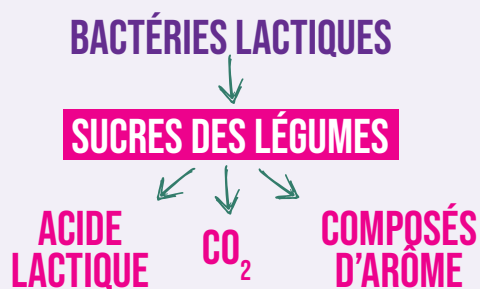 BACTÉRIES LACTIQUES
SUCRES DES LÉGUMES
ACIDE
LACTIQUE
CO₂
COMPOSÉS
D'ARÔME